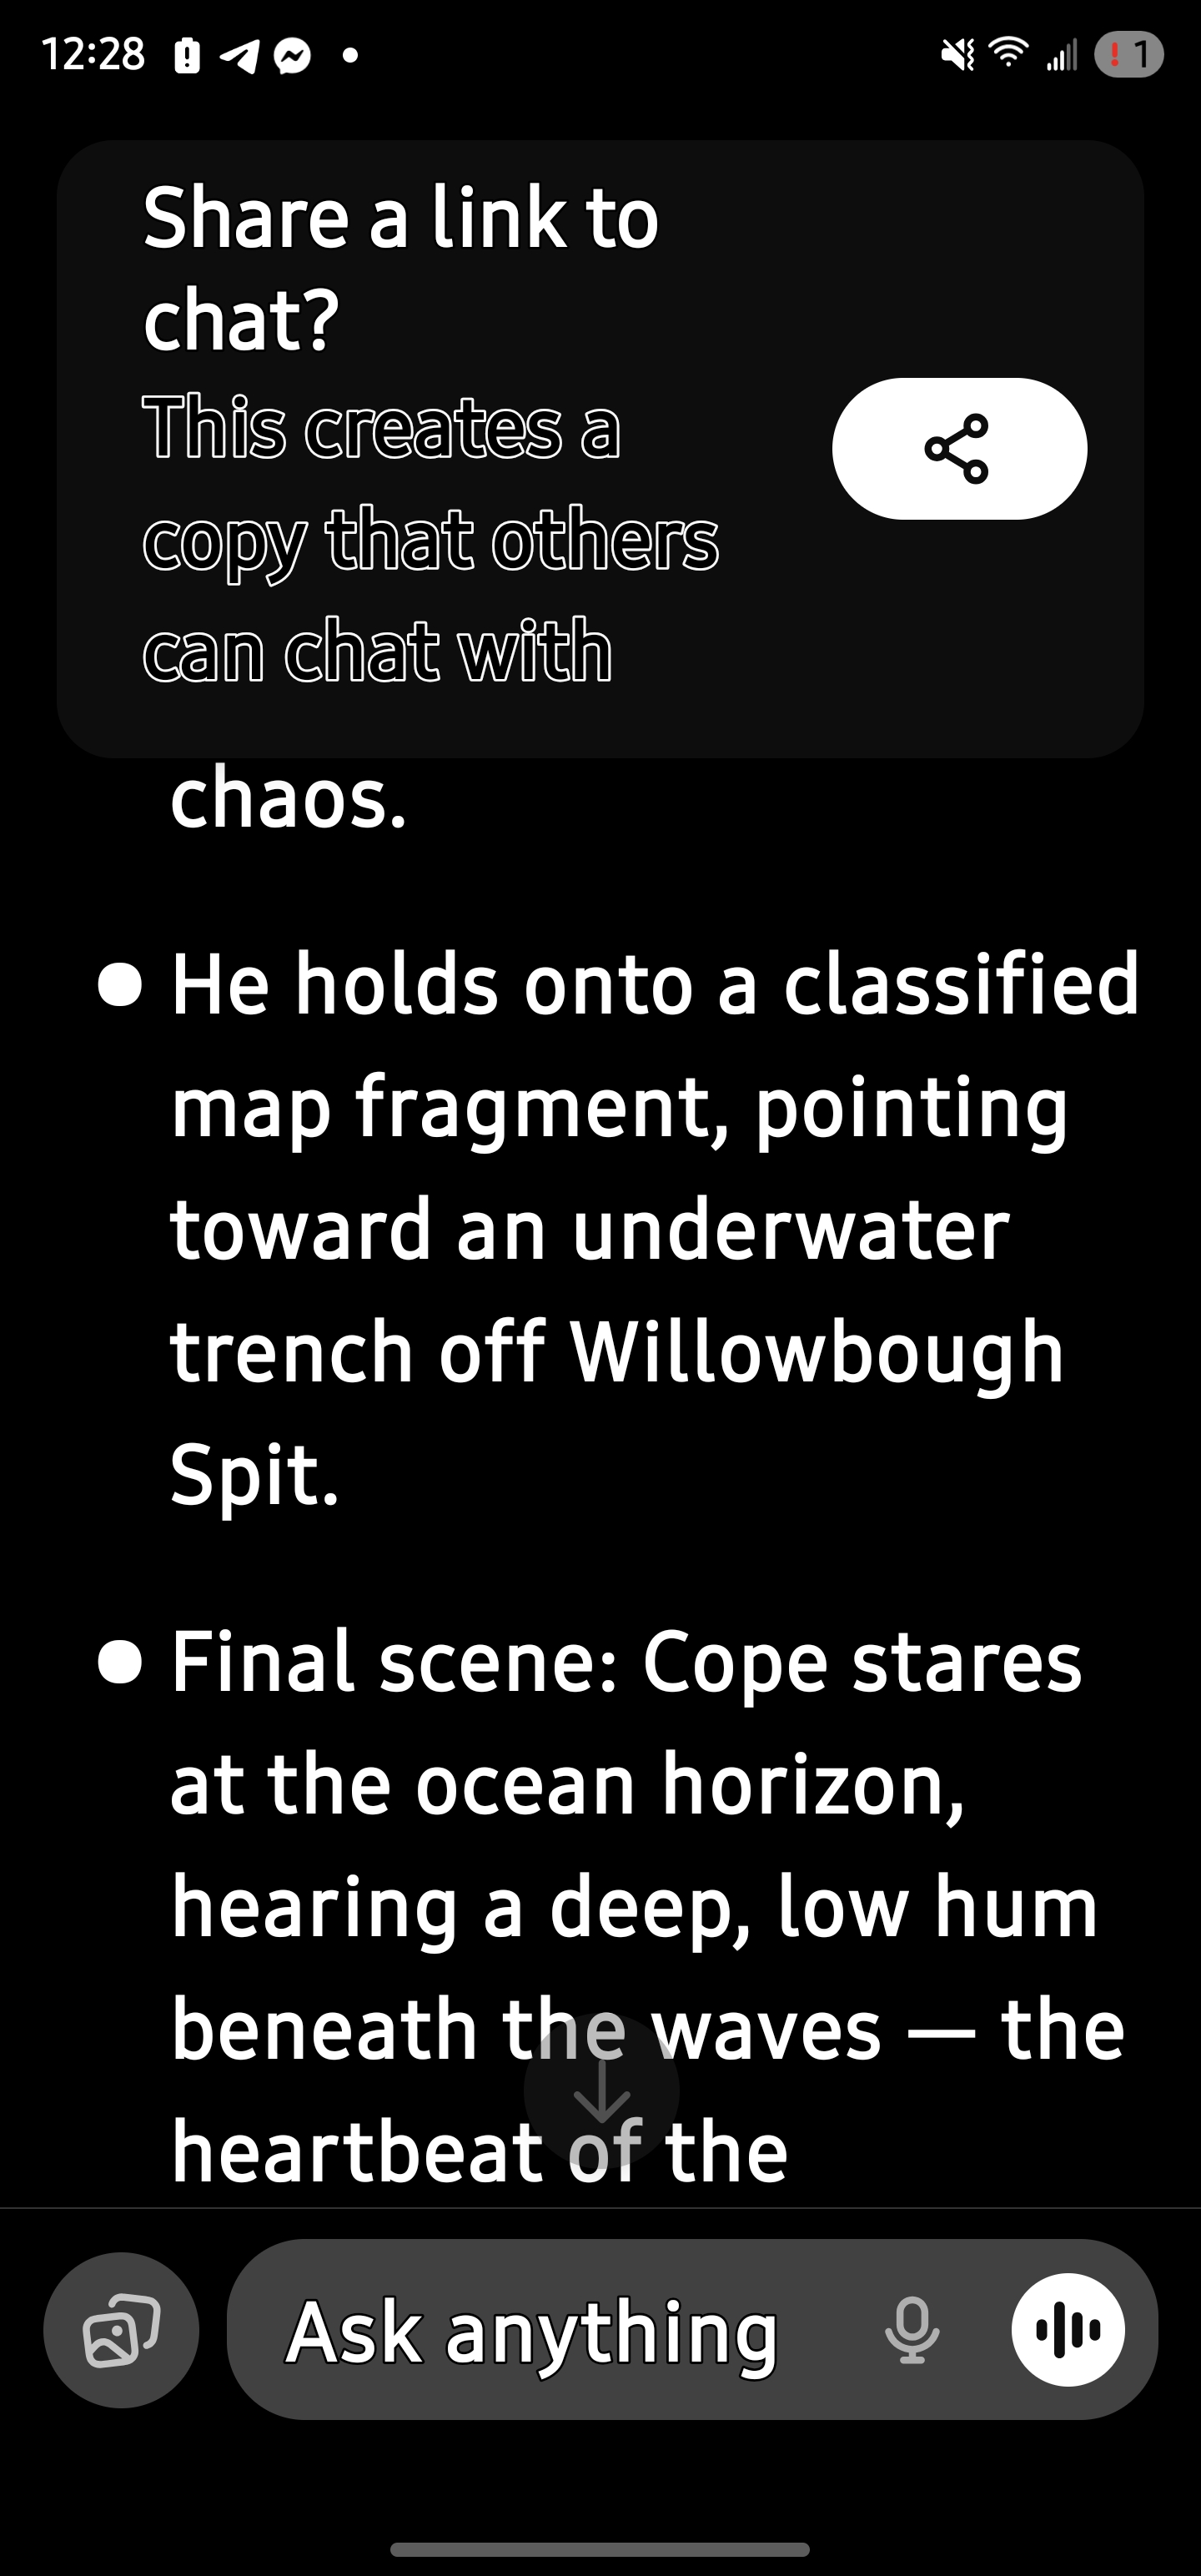 12:28
1
Share a link to
chat?
This creates a
copy that others
can chat with
chaos.
He holds onto a classified
map fragment, pointing
toward an underwater
trench off Willowbough
Spit.
Final scene: Cope stares
at the ocean horizon,
hearing a deep, low hum
beneath the waves — the
heartbeat of the
Ask anything